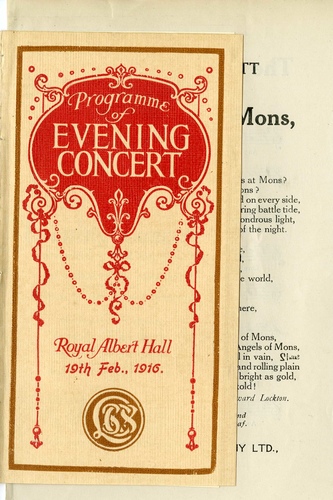 Programme
of
EVENING
CONCERT
Royal Albert Hall
19th Feb., 1916.
TT
Mons,
s at Mons?
ons ?
d on every side,
ring battle tide,
ondrous light,
of the night.
e world,
here,
of Mons,
Angels of Mons,
l in vain,
and rolling plain
bright as gold,
told!
ward Lockton.
nd
af.
NY LTD.,